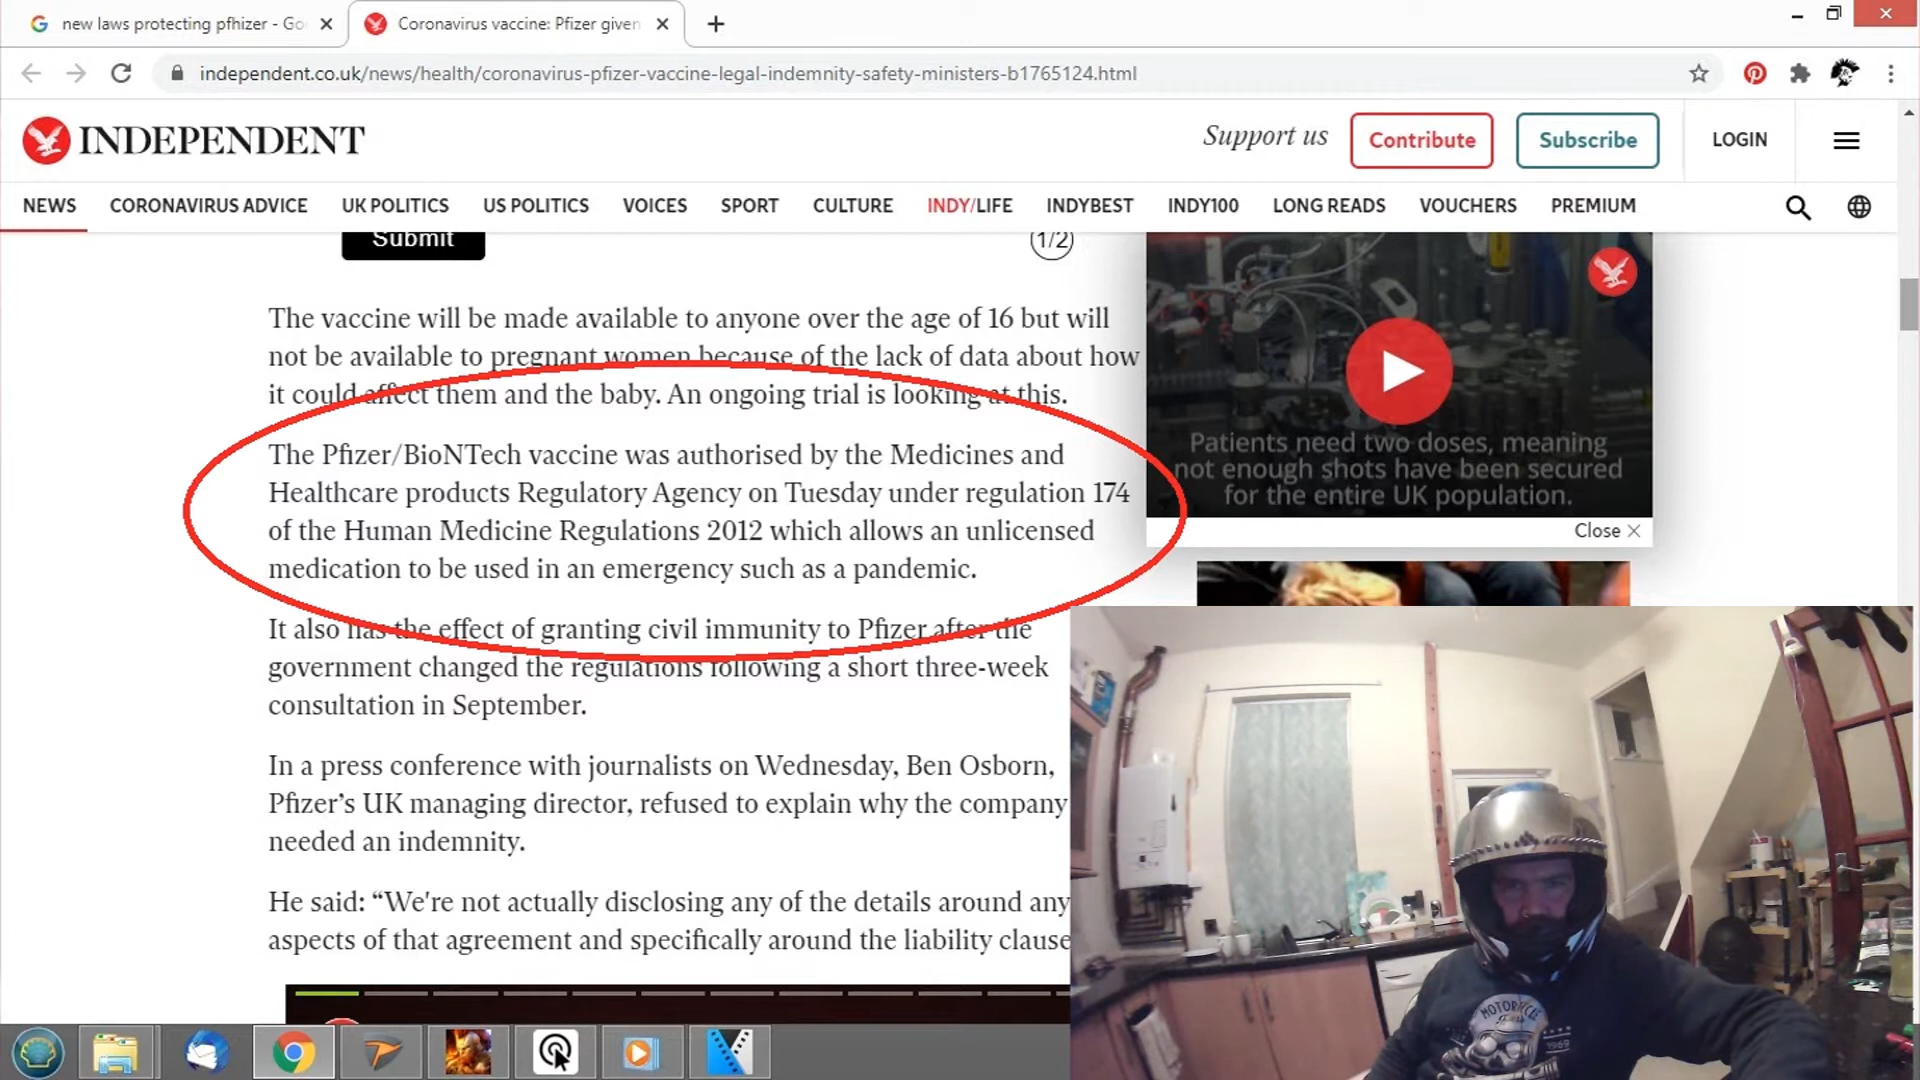 new laws protecting pfhizer - Go
Coronavirus vaccine: Pfizer given
independent.co.uk/news/health/coronavirus-pfizer-vaccine-legal-indemnity-safety-ministers-b1765124.html
INDEPENDENT
Support us
Contribute
Subscribe
LOGIN
NEWS CORONAVIRUS ADVICE UK POLITICS US POLITICS VOICES SPORT CULTURE INDY/LIFE INDYBEST INDY100 LONG READS VOUCHERS PREMIUM
Submit
1/2
The vaccine will be made available to anyone over the age of 16 but will
not be available to pregnant women because of the lack of data about how
it could affect them and the baby. An ongoing trial is looking at this.
The Pfizer/BioNTech vaccine was authorised by the Medicines and
Healthcare products Regulatory Agency on Tuesday under regulation 174
of the Human Medicine Regulations 2012 which allows an unlicensed
medication to be used in an emergency such as a pandemic.
It also has the effect of granting civil immunity to Pfizer after the
government changed the regulations following a short three-week
consultation in September.
In a press conference with journalists on Wednesday, Ben Osborn,
Pfizer's UK managing director, refused to explain why the company
needed an indemnity.
He said: “We're not actually disclosing any of the details around any
aspects of that agreement and specifically around the liability clause
Patients need two doses, meaning
not enough shots have been secured
for the entire UK population.
Close X
MOTORCYCLE
1969